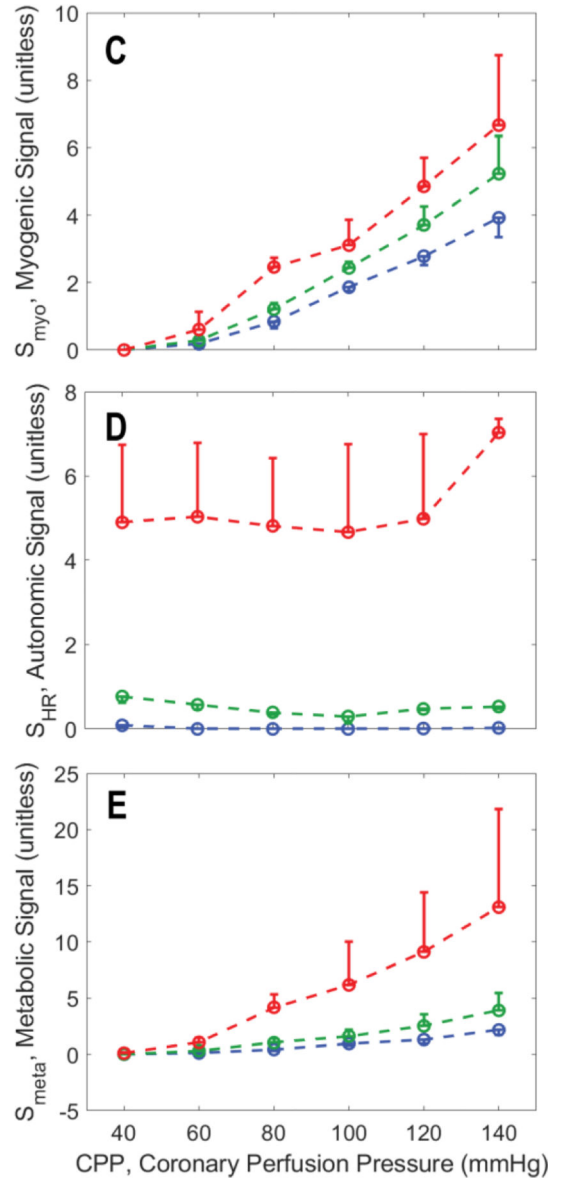 C
S_myo, Myogenic Signal (unitless)
10
8
6
4
2
0
D
S_HR, Autonomic Signal (unitless)
8
6
4
2
0
E
S_meta, Metabolic Signal (unitless)
25
20
15
10
5
0
-5
40 60 80 100 120 140
CPP, Coronary Perfusion Pressure (mmHg)